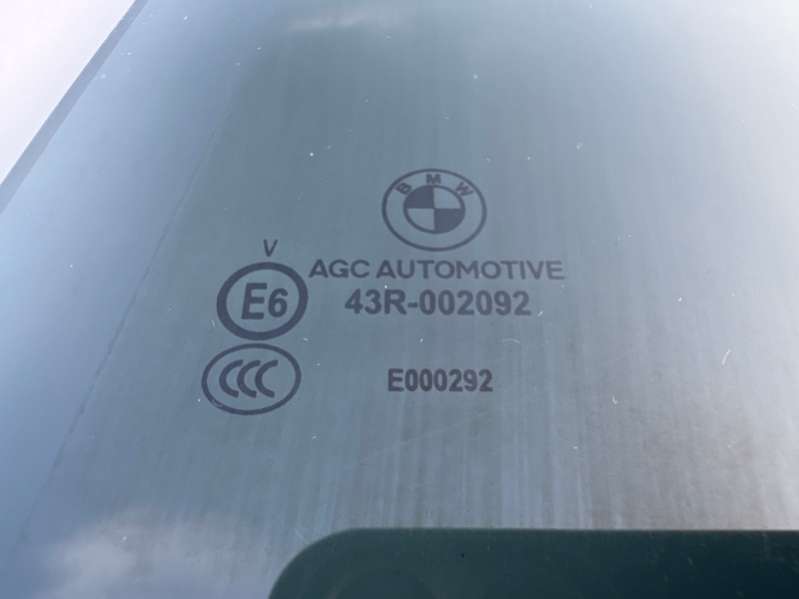 BMW
V
AGC AUTOMOTIVE
E6
43R-002092
CCC
E000292